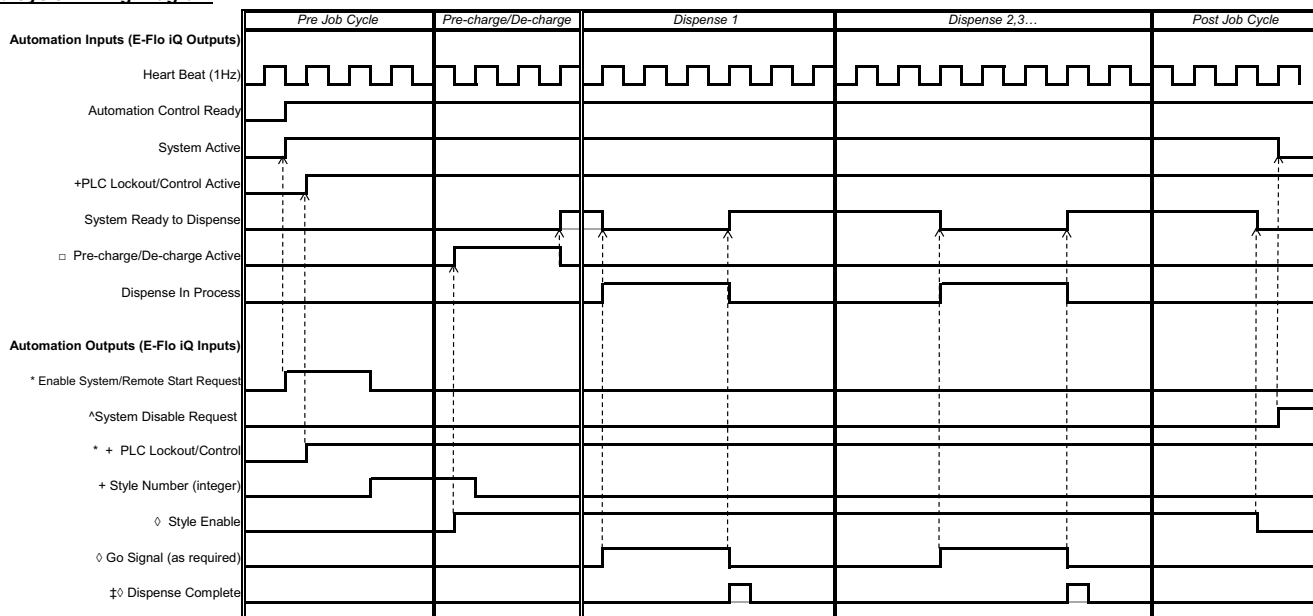 Pre Job Cycle Pre-charge/De-charge Dispense 1 Dispense 2,3… Post Job Cycle
Automation Inputs (E-Flo iQ Outputs)
Heart Beat (1Hz)
Automation Control Ready
System Active
+PLC Lockout/Control Active
System Ready to Dispense
□ Pre-charge/De-charge Active
Dispense In Process
Automation Outputs (E-Flo iQ Inputs)
* Enable System/Remote Start Request
^System Disable Request
* + PLC Lockout/Control
+ Style Number (integer)
◊ Style Enable
◊ Go Signal (as required)
‡◊ Dispense Complete